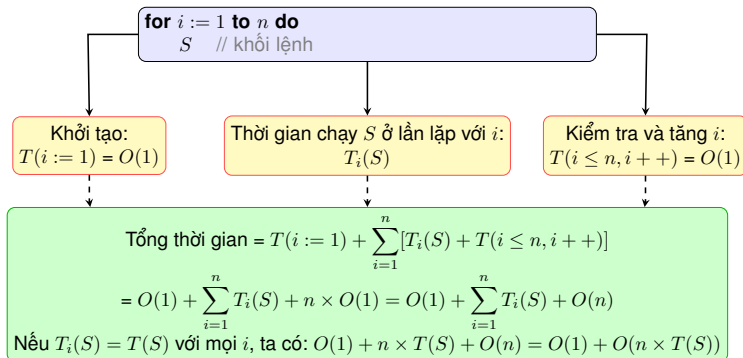 for i := 1 to n do
S // khối lệnh
Khởi tạo:
T(i := 1) = O(1)
Thời gian chạy S ở lần lặp với i:
T_i(S)
Kiểm tra và tăng i:
T(i ≤ n, i + +) = O(1)
Tổng thời gian = T(i := 1) + ∑_{i=1}^{n} [T_i(S) + T(i ≤ n, i + +)]
= O(1) + ∑_{i=1}^{n} T_i(S) + n × O(1) = O(1) + ∑_{i=1}^{n} T_i(S) + O(n)
Nếu T_i(S) = T(S) với mọi i, ta có: O(1) + n × T(S) + O(n) = O(1) + O(n × T(S))